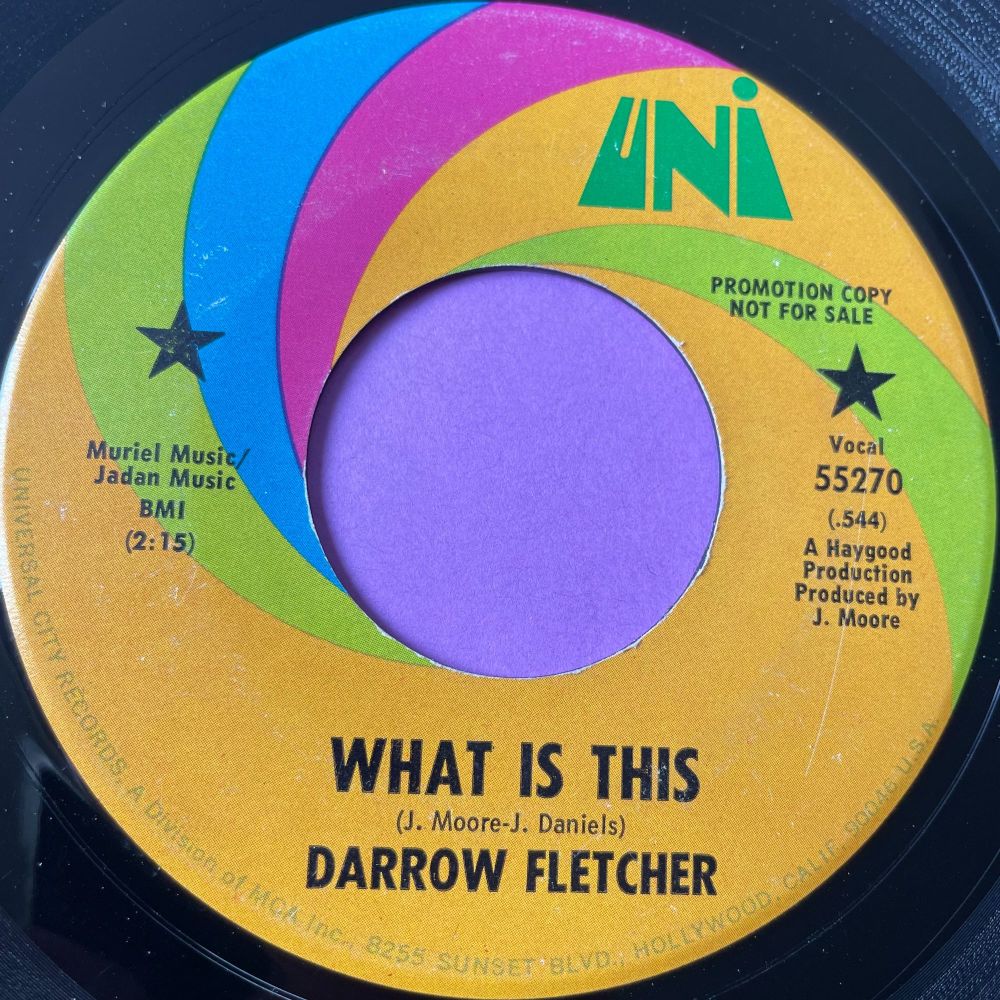 UNi
PROMOTION COPY
NOT FOR SALE
Muriel Music/
Jadan Music
BMI
(2:15)
Vocal
55270
(.544)
A Haygood
Production
Produced by
J. Moore
WHAT IS THIS
(J. Moore-J. Daniels)
DARROW FLETCHER
UNIVERSAL CITY RECORDS, A Division of MCA Inc., 8255 SUNSET BLVD., HOLLYWOOD, CALIF. 90046 U.S.A.